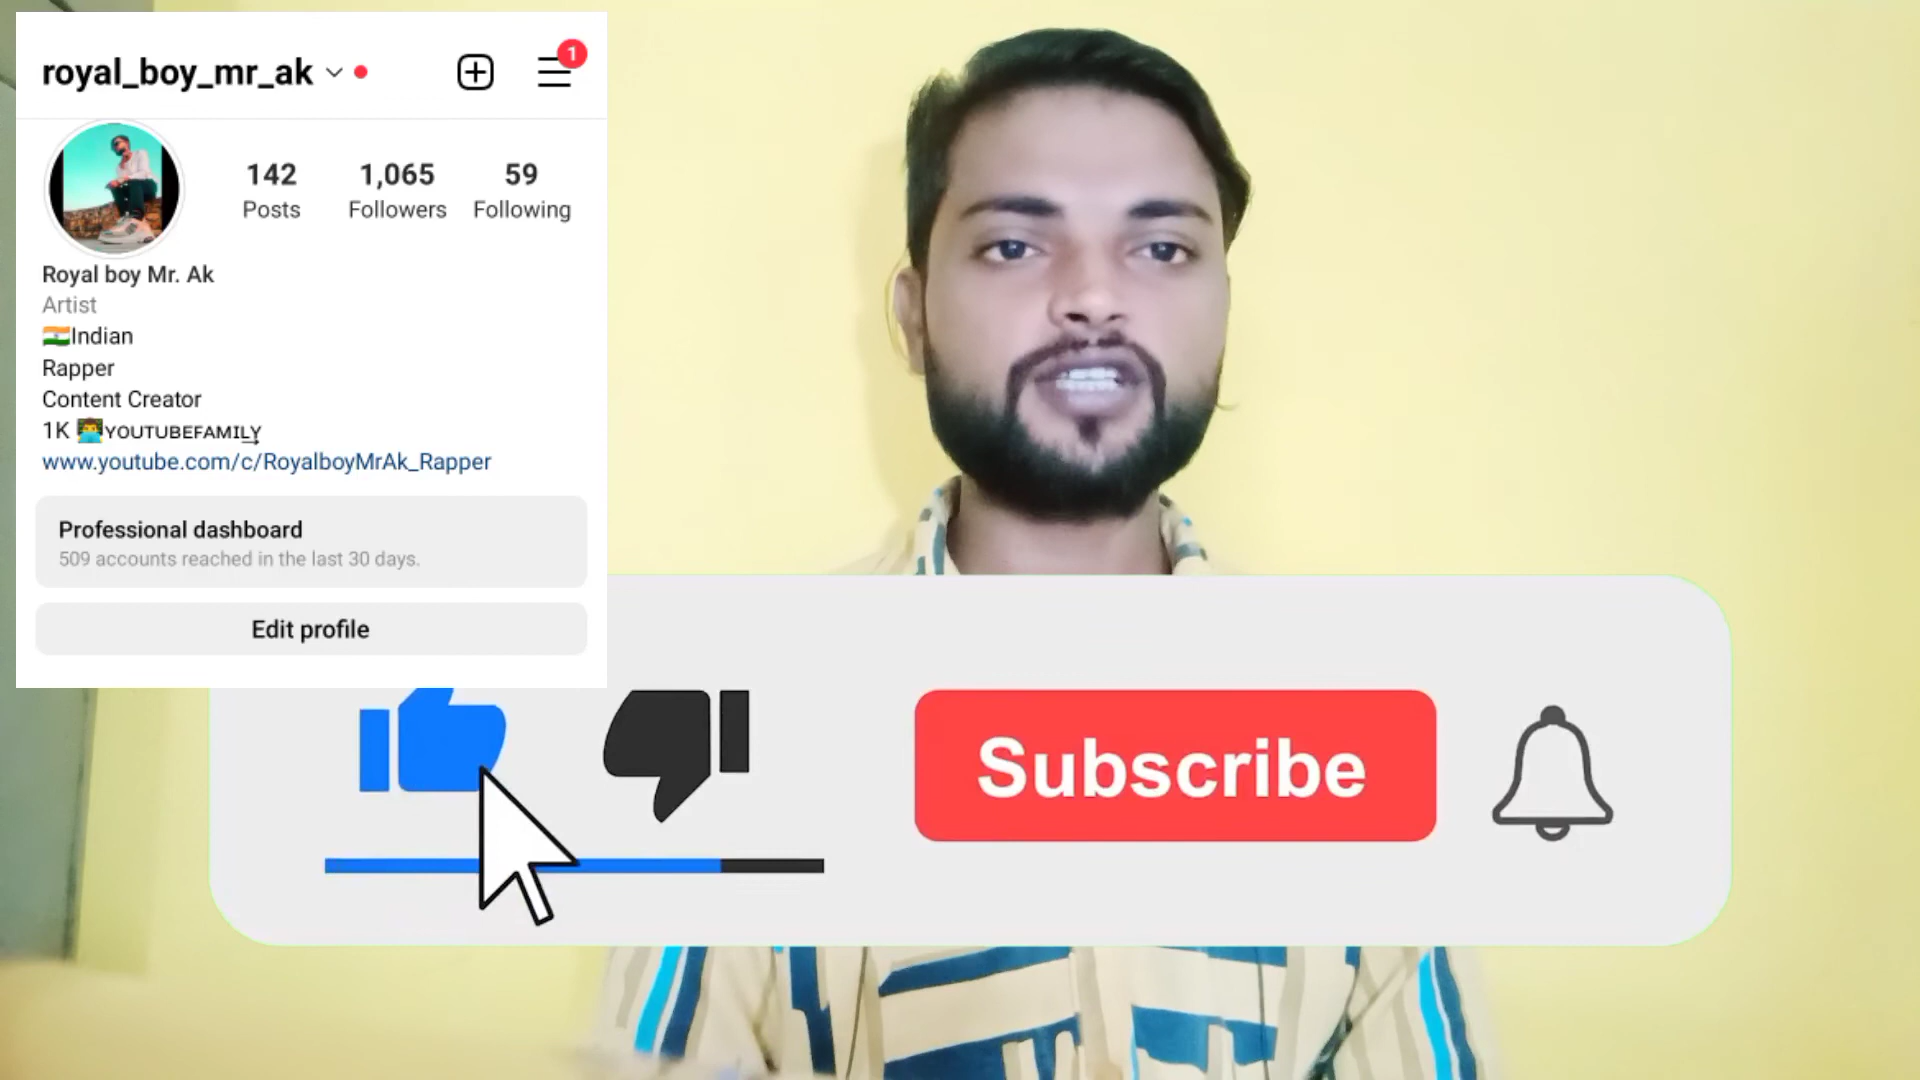 royal_boy_mr_ak
1
142 1,065 59
Posts Followers Following
Royal boy Mr. Ak
Artist
🇮🇳Indian
Rapper
Content Creator
1K 👨‍💻ʏᴏᴜᴛᴜʙᴇғᴀᴍɪʟʏ
www.youtube.com/c/RoyalboyMrAk_Rapper
Professional dashboard
509 accounts reached in the last 30 days.
Edit profile
Subscribe